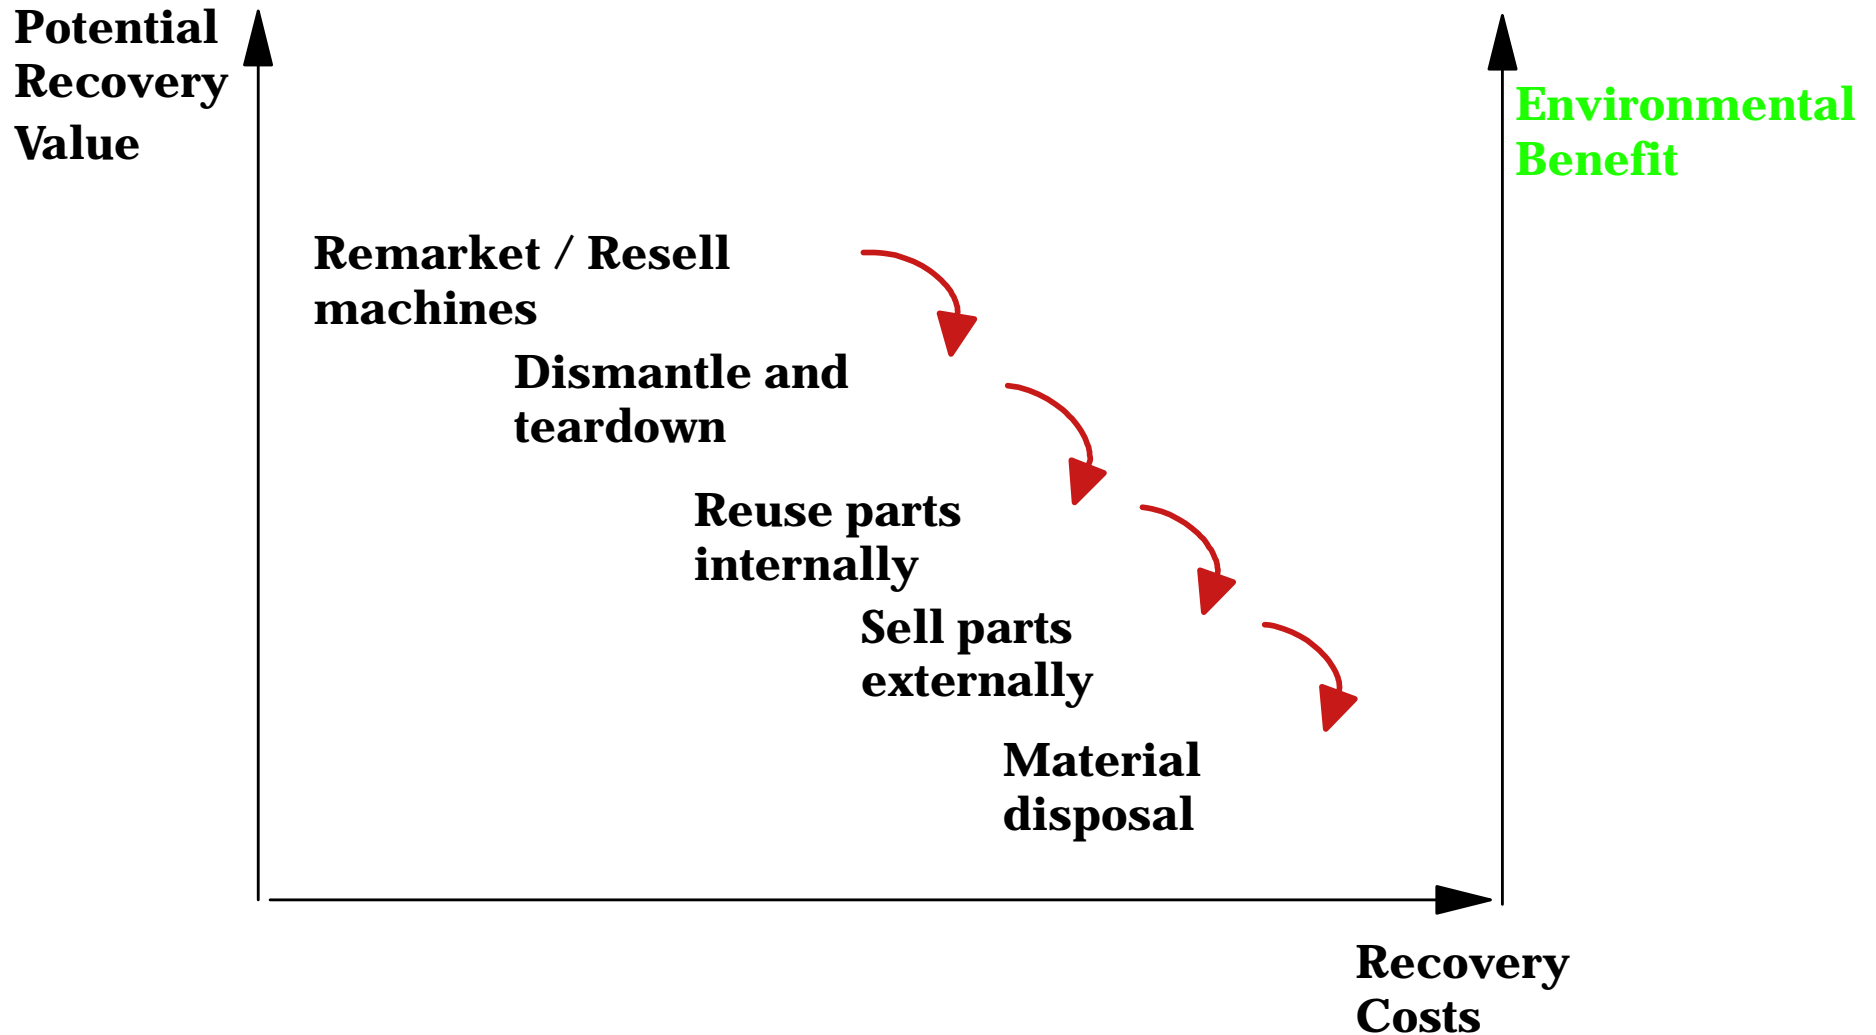 Potential
Recovery
Value
Environmental
Benefit
Remarket / Resell
machines
Dismantle and
teardown
Reuse parts
internally
Sell parts
externally
Material
disposal
Recovery
Costs